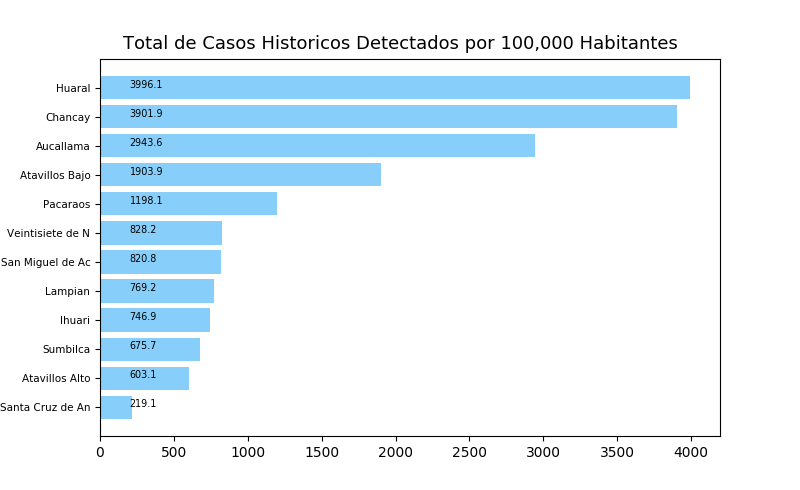 Total de Casos Historicos Detectados por 100,000 Habitantes
Huaral 3996.1
Chancay 3901.9
Aucallama 2943.6
Atavillos Bajo 1903.9
Pacaraos 1198.1
Veintisiete de N 828.2
San Miguel de Ac 820.8
Lampian 769.2
Ihuari 746.9
Sumbilca 675.7
Atavillos Alto 603.1
Santa Cruz de An 219.1
0 500 1000 1500 2000 2500 3000 3500 4000